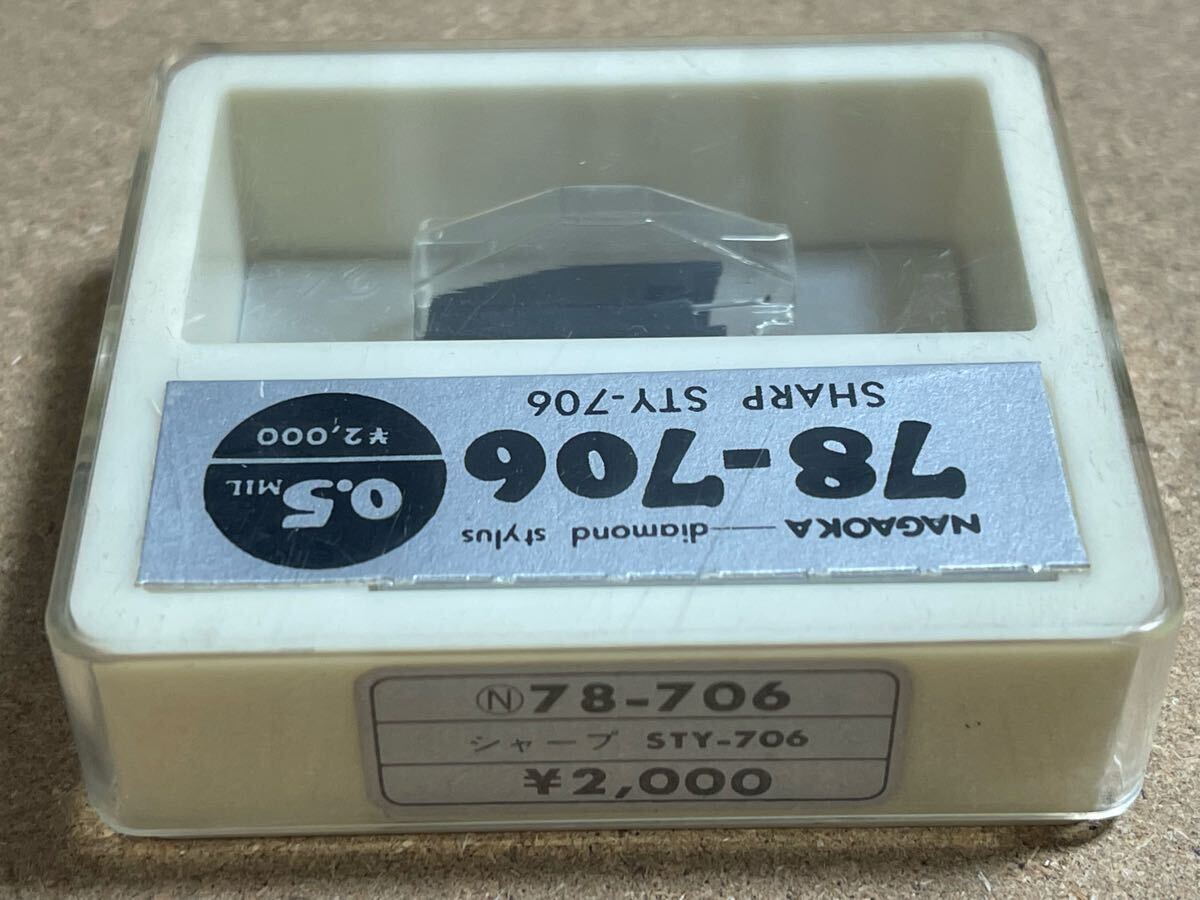 NAGAOKA — diamond stylus
78-706
SHARP STY-706
0.5 MIL
¥2,000
Ⓝ78-706
シャープ STY-706
¥2,000